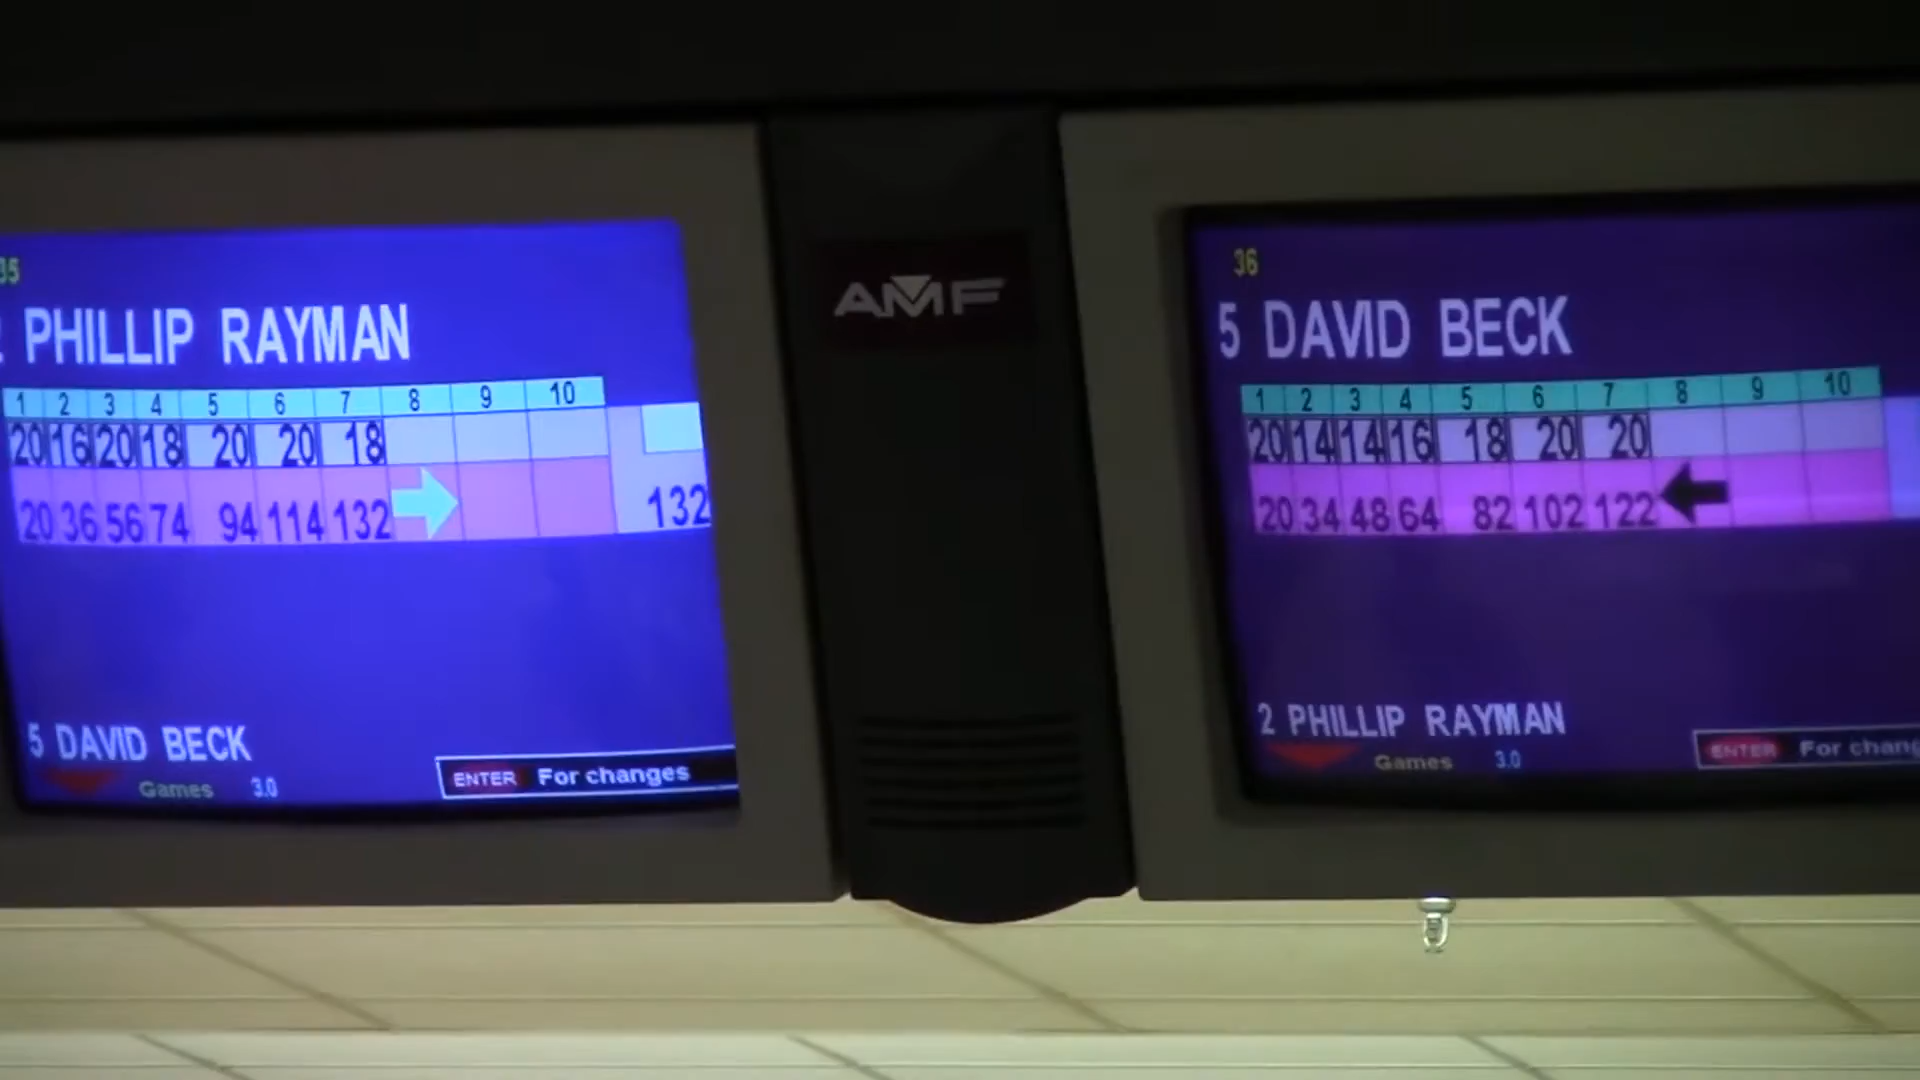 35
PHILLIP RAYMAN
1 2 3 4 5 6 7 8 9 10
20 16 20 18 20 20 18
20 36 56 74 94 114 132 132
5 DAVID BECK
Games 3.0
ENTER For changes
AMF
36
5 DAVID BECK
1 2 3 4 5 6 7 8 9 10
20 14 14 16 18 20 20
20 34 48 64 82 102 122
2 PHILLIP RAYMAN
Games 3.0
ENTER For chang